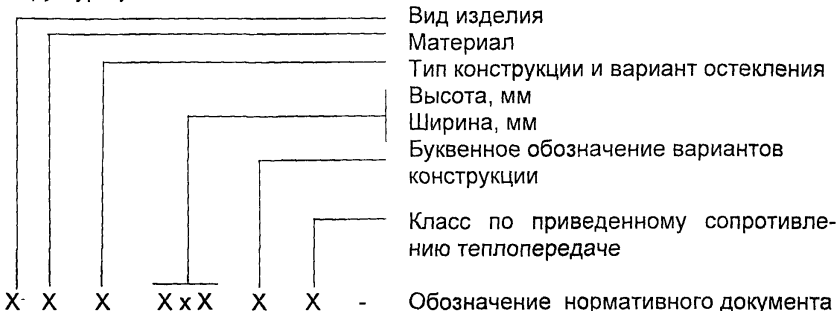 Вид изделия
Материал
Тип конструкции и вариант остекления
Высота, мм
Ширина, мм
Буквенное обозначение вариантов
конструкции
Класс по приведенному сопротивле-
нию теплопередаче
Х Х Х Х х Х Х Х - Обозначение нормативного документа